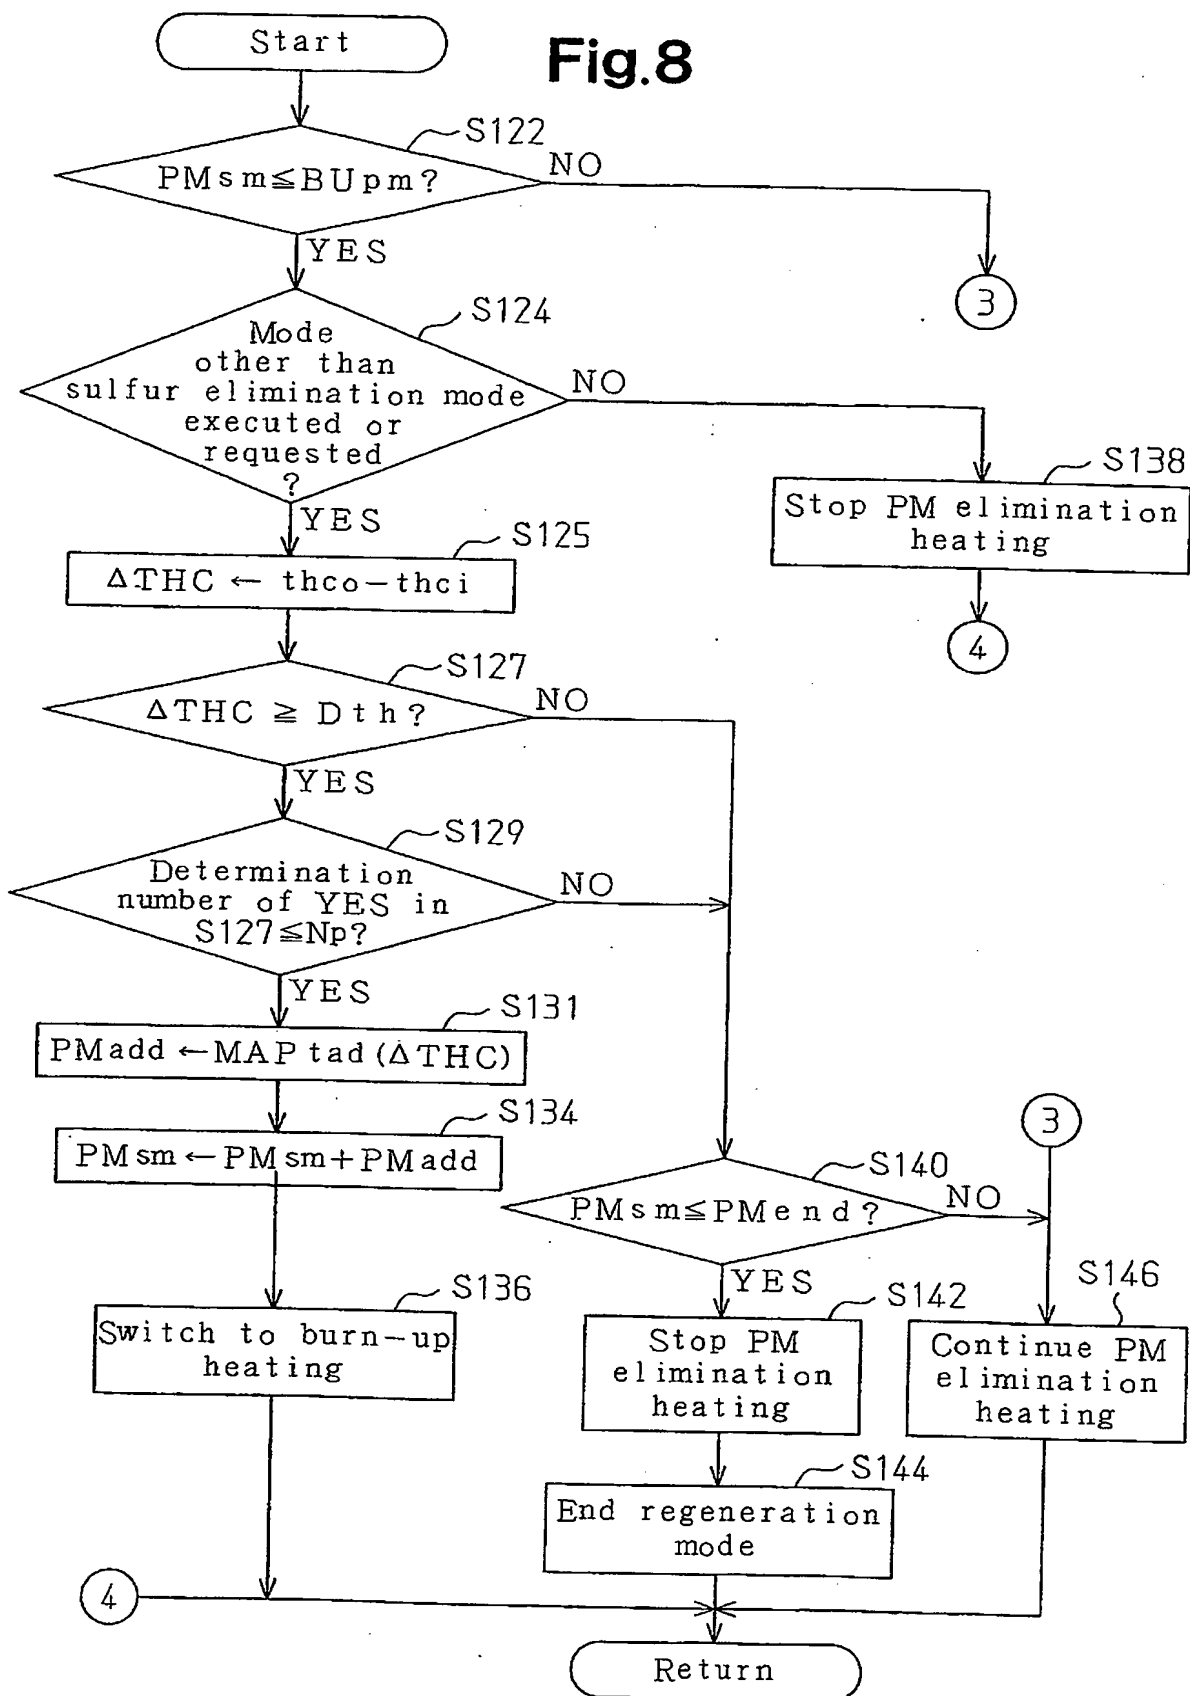 Start
Fig.8
S122
PMsm≦BUpm?
NO
YES
3
S124
Mode
other than
sulfur elimination mode
executed or
requested
?
NO
YES
S138
Stop PM elimination
heating
4
S125
ΔTHC ← thco-thci
S127
ΔTHC ≧ Dth?
NO
YES
S129
Determination
number of YES in
S127≦Np?
NO
YES
S131
PMadd ←MAPtad(ΔTHC)
S134
PMsm←PMsm+PMadd
3
S140
PMsm≦PMend?
NO
YES
S136
Switch to burn-up
heating
S142
Stop PM
elimination
heating
S146
Continue PM
elimination
heating
S144
End regeneration
mode
4
Return